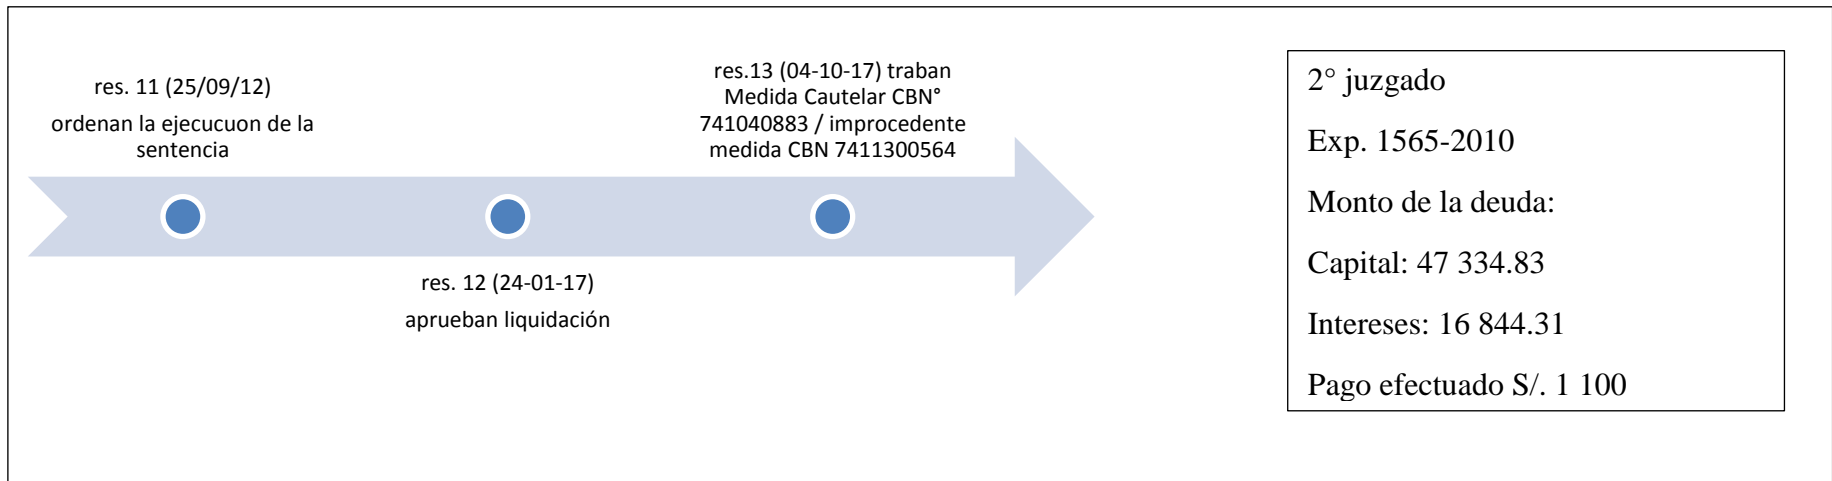 res. 11 (25/09/12)
ordenan la ejecucuon de la
sentencia
res. 12 (24-01-17)
aprueban liquidación
res.13 (04-10-17) traban
Medida Cautelar CBN°
741040883 / improcedente
medida CBN 7411300564
2° juzgado
Exp. 1565-2010
Monto de la deuda:
Capital: 47 334.83
Intereses: 16 844.31
Pago efectuado S/. 1 100